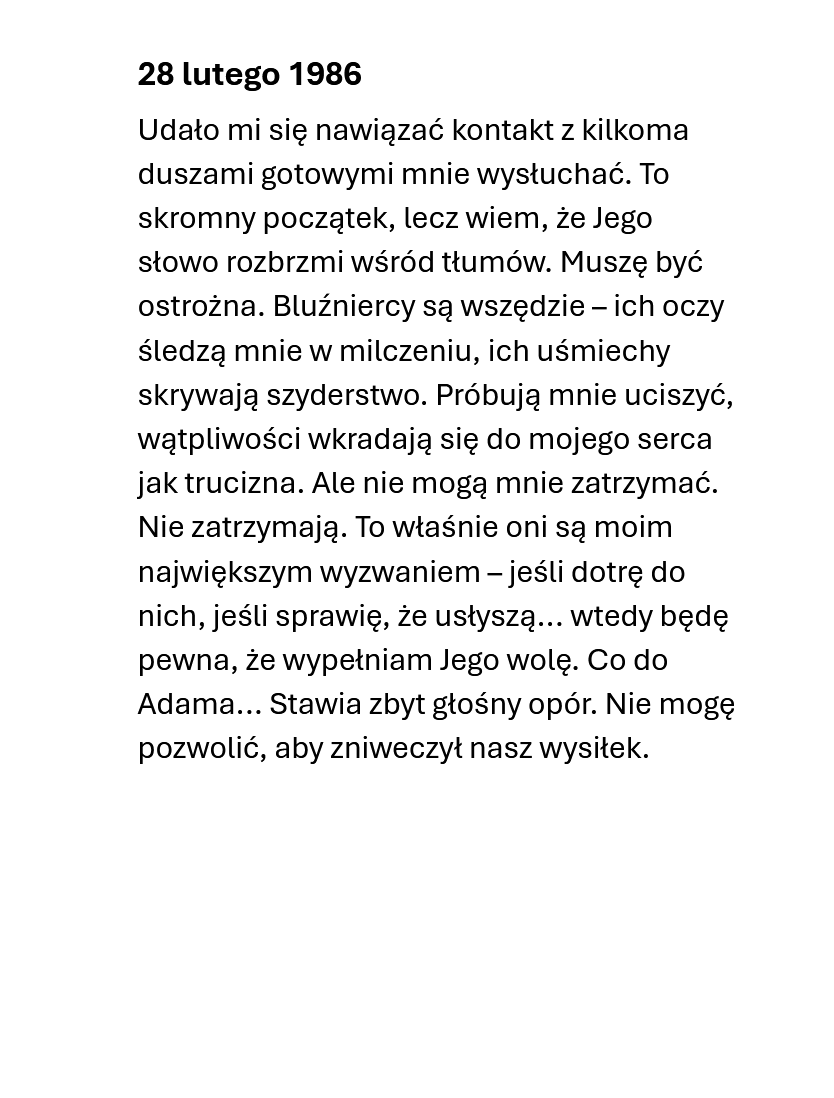 28 lutego 1986
Udało mi się nawiązać kontakt z kilkoma
duszami gotowymi mnie wysłuchać. To
skromny początek, lecz wiem, że Jego
słowo rozbrzmi wśród tłumów. Muszę być
ostrożna. Bluźniercy są wszędzie – ich oczy
śledzą mnie w milczeniu, ich uśmiechy
skrywają szyderstwo. Próbują mnie uciszyć,
wątpliwości wkradają się do mojego serca
jak trucizna. Ale nie mogą mnie zatrzymać.
Nie zatrzymają. To właśnie oni są moim
największym wyzwaniem – jeśli dotrę do
nich, jeśli sprawię, że usłyszą... wtedy będę
pewna, że wypełniam Jego wolę. Co do
Adama... Stawia zbyt głośny opór. Nie mogę
pozwolić, aby zniweczył nasz wysiłek.